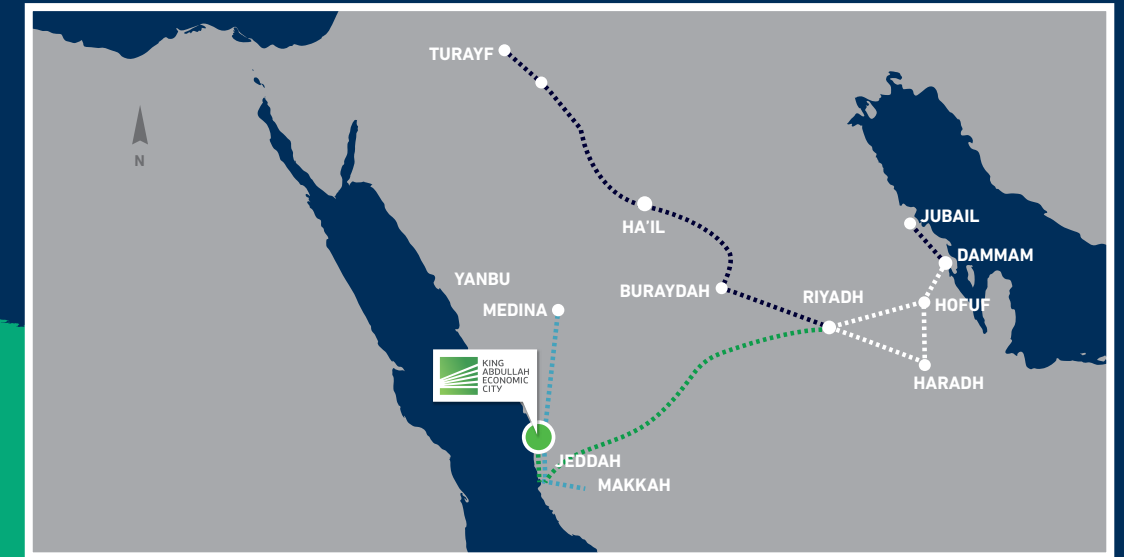 TURAYF
N
JUBAIL
HA'IL
DAMMAM
YANBU
BURAYDAH
RIYADH
MEDINA
HOFUF
KING
ABDULLAH
ECONOMIC
CITY
HARADH
JEDDAH
MAKKAH